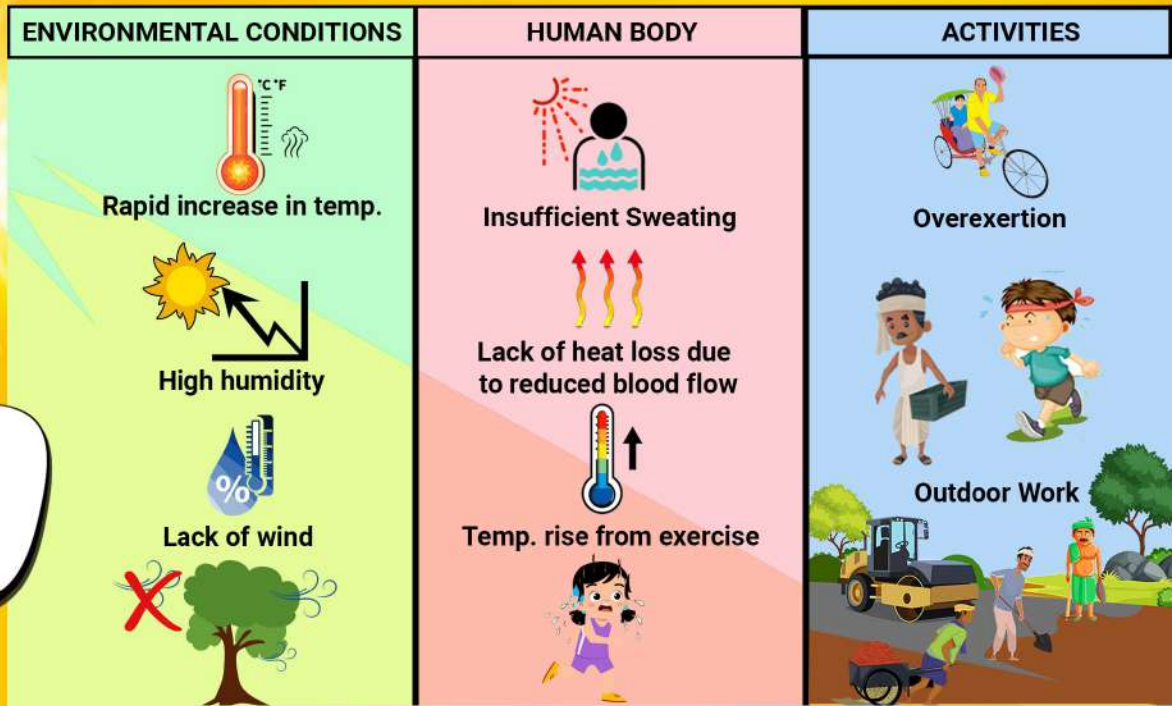 ENVIRONMENTAL CONDITIONS
°C °F
Rapid increase in temp.
High humidity
%
Lack of wind
HUMAN BODY
Insufficient Sweating
Lack of heat loss due
to reduced blood flow
Temp. rise from exercise
ACTIVITIES
Overexertion
Outdoor Work